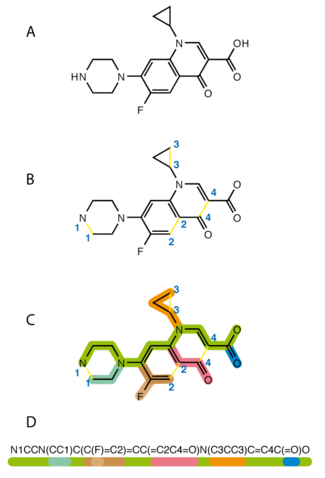 A
N
OH
HN
N
O
O
F
B
3
3
N
4
O
N
N
2
4
O
1
1
F
2
O
C
3
3
N
4
O
N
N
2
4
O
1
1
F
2
O
D
N1CCN(CC1)C(C(F)=C2)=CC(=C2C4=O)N(C3CC3)C=C4C(=O)O